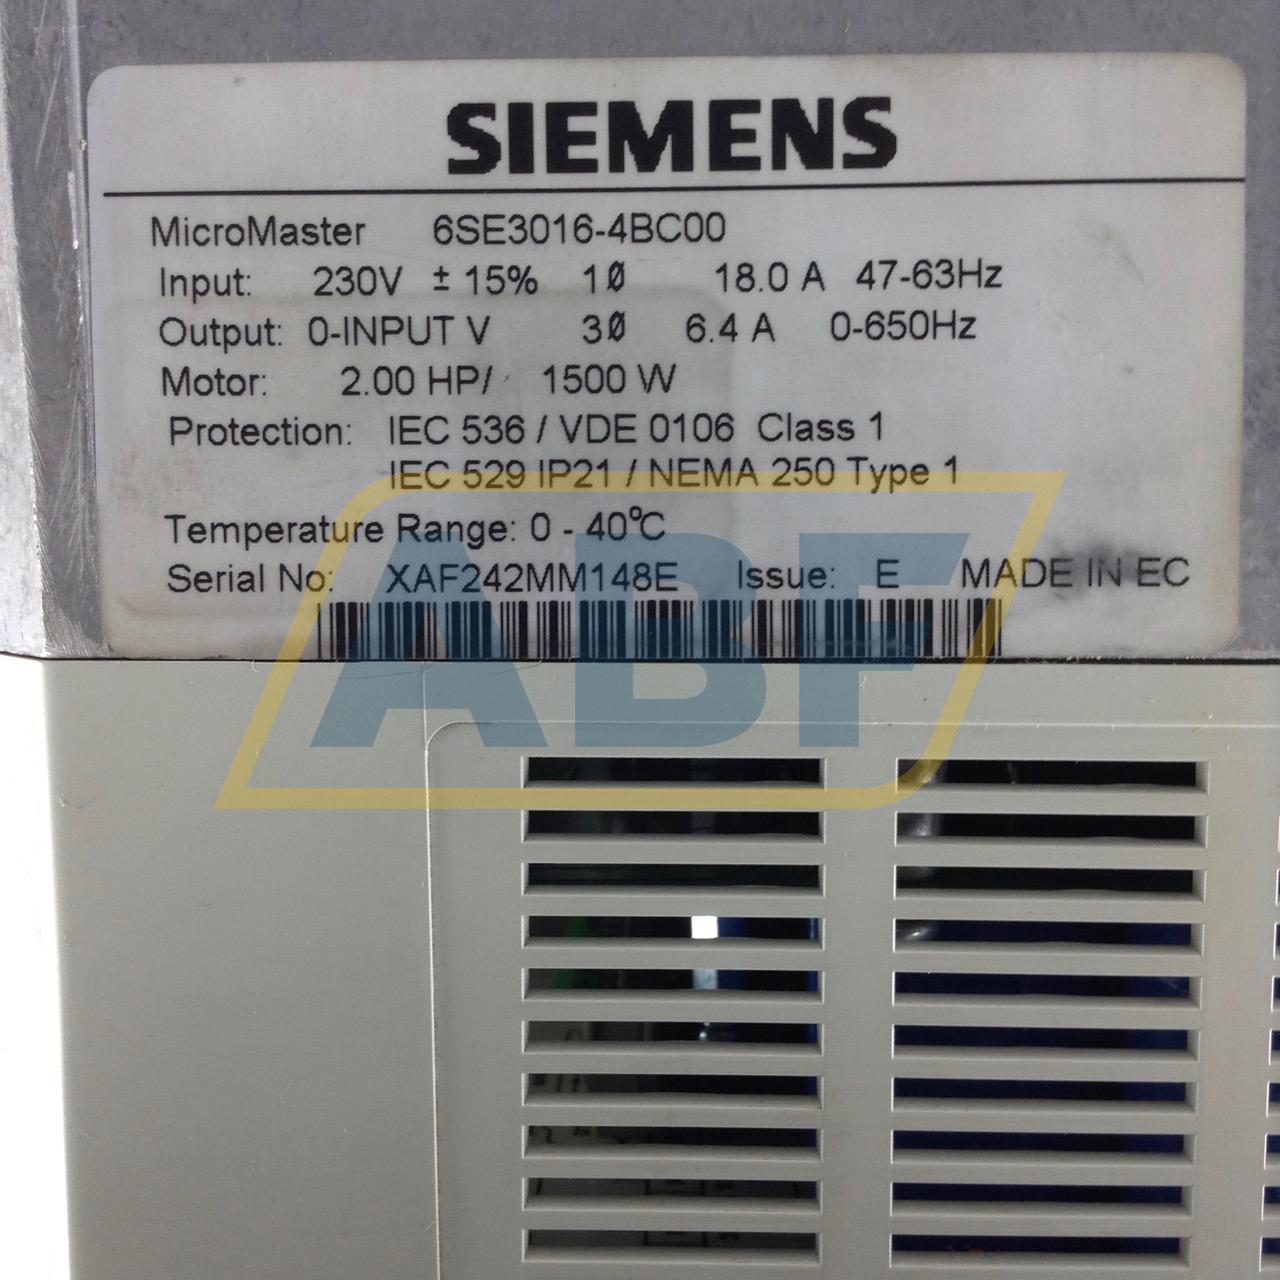 SIEMENS
MicroMaster 6SE3016-4BC00
Input: 230V ± 15% 1Ø 18.0 A 47-63Hz
Output: 0-INPUT V 3Ø 6.4 A 0-650Hz
Motor: 2.00 HP/ 1500 W
Protection: IEC 536 / VDE 0106 Class 1
IEC 529 IP21 / NEMA 250 Type 1
Temperature Range: 0 - 40°C
Serial No: XAF242MM148E Issue: E MADE IN EC
ABF